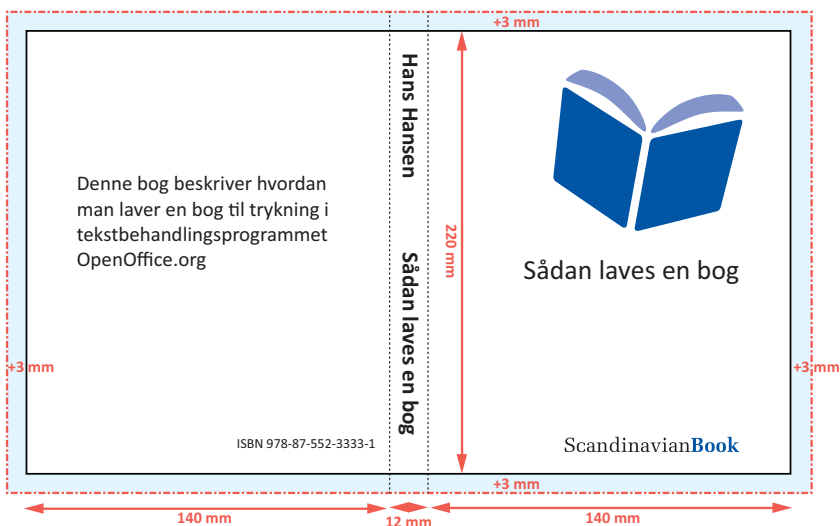 +3 mm
Denne bog beskriver hvordan
man laver en bog til trykning i
tekstbehandlingsprogrammet
OpenOffice.org
ISBN 978-87-552-3333-1
Hans Hansen
Sådan laves en bog
220 mm
Sådan laves en bog
ScandinavianBook
+3 mm
+3 mm
+3 mm
140 mm
12 mm
140 mm